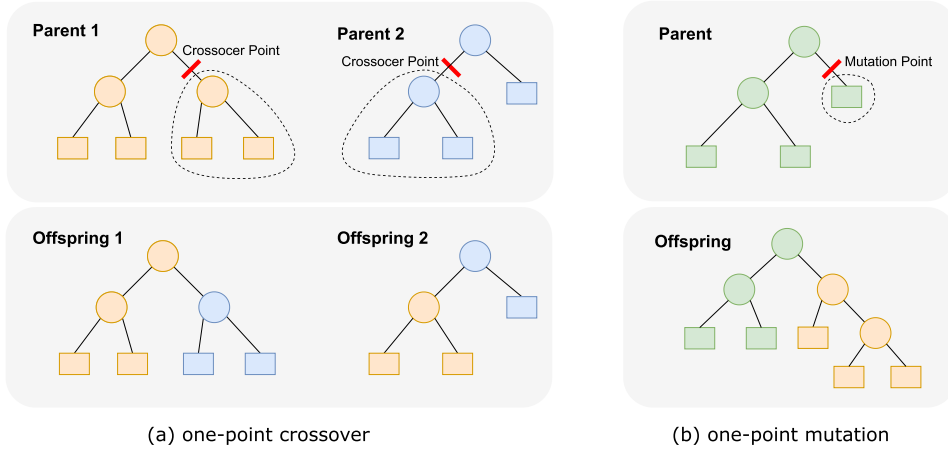 Parent 1
Crossocer Point
Parent 2
Crossocer Point
Parent
Mutation Point
Offspring 1
Offspring 2
Offspring
(a) one-point crossover
(b) one-point mutation